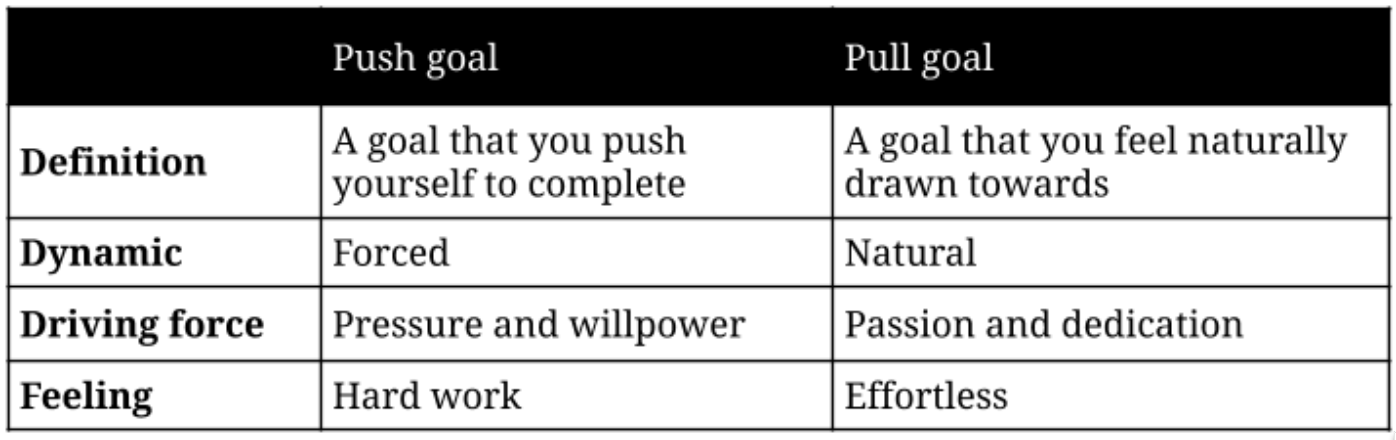 Push goal Pull goal
Definition A goal that you push A goal that you feel naturally
yourself to complete drawn towards
Dynamic Forced Natural
Driving force Pressure and willpower Passion and dedication
Feeling Hard work Effortless